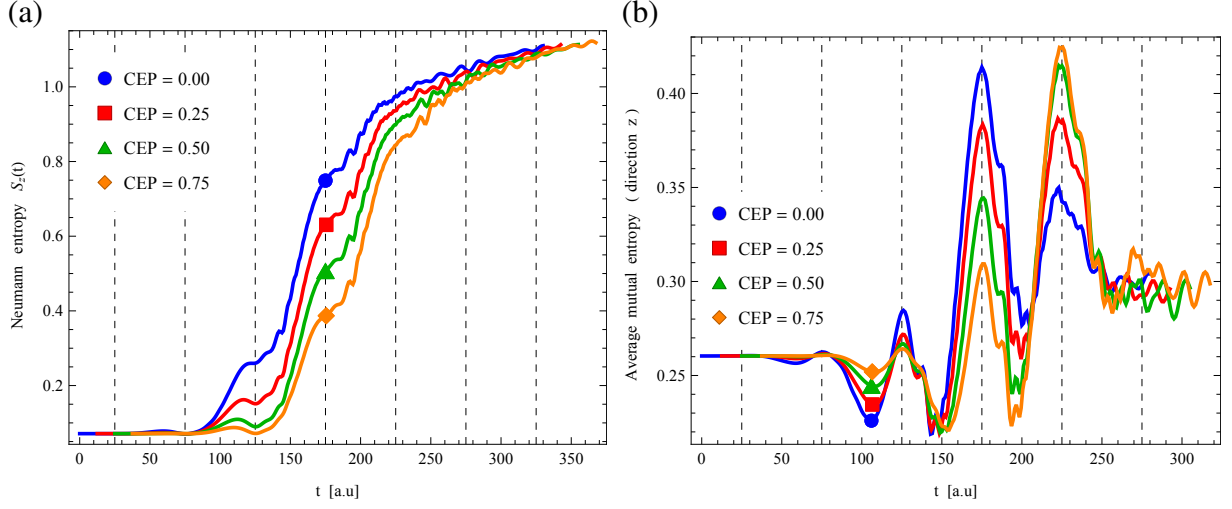 (a)
Neumann entropy S_z(t)
1.0
0.8
0.6
0.4
0.2
CEP = 0.00
CEP = 0.25
CEP = 0.50
CEP = 0.75
0 50 100 150 200 250 300 350
t [a.u]
(b)
Average mutual entropy ( direction z )
0.40
0.35
0.30
0.25
CEP = 0.00
CEP = 0.25
CEP = 0.50
CEP = 0.75
0 50 100 150 200 250 300
t [a.u]